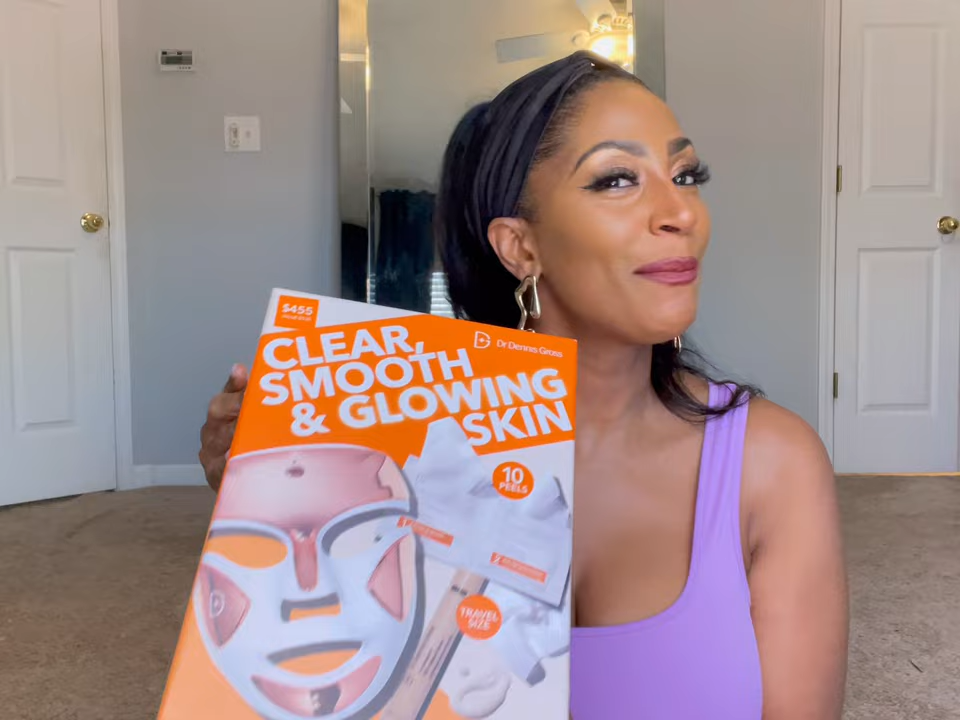 $455
CLEAR,
SMOOTH
& GLOWING
SKIN
Dr Dennis Gross
10
PEELS
TRAVEL
SIZE